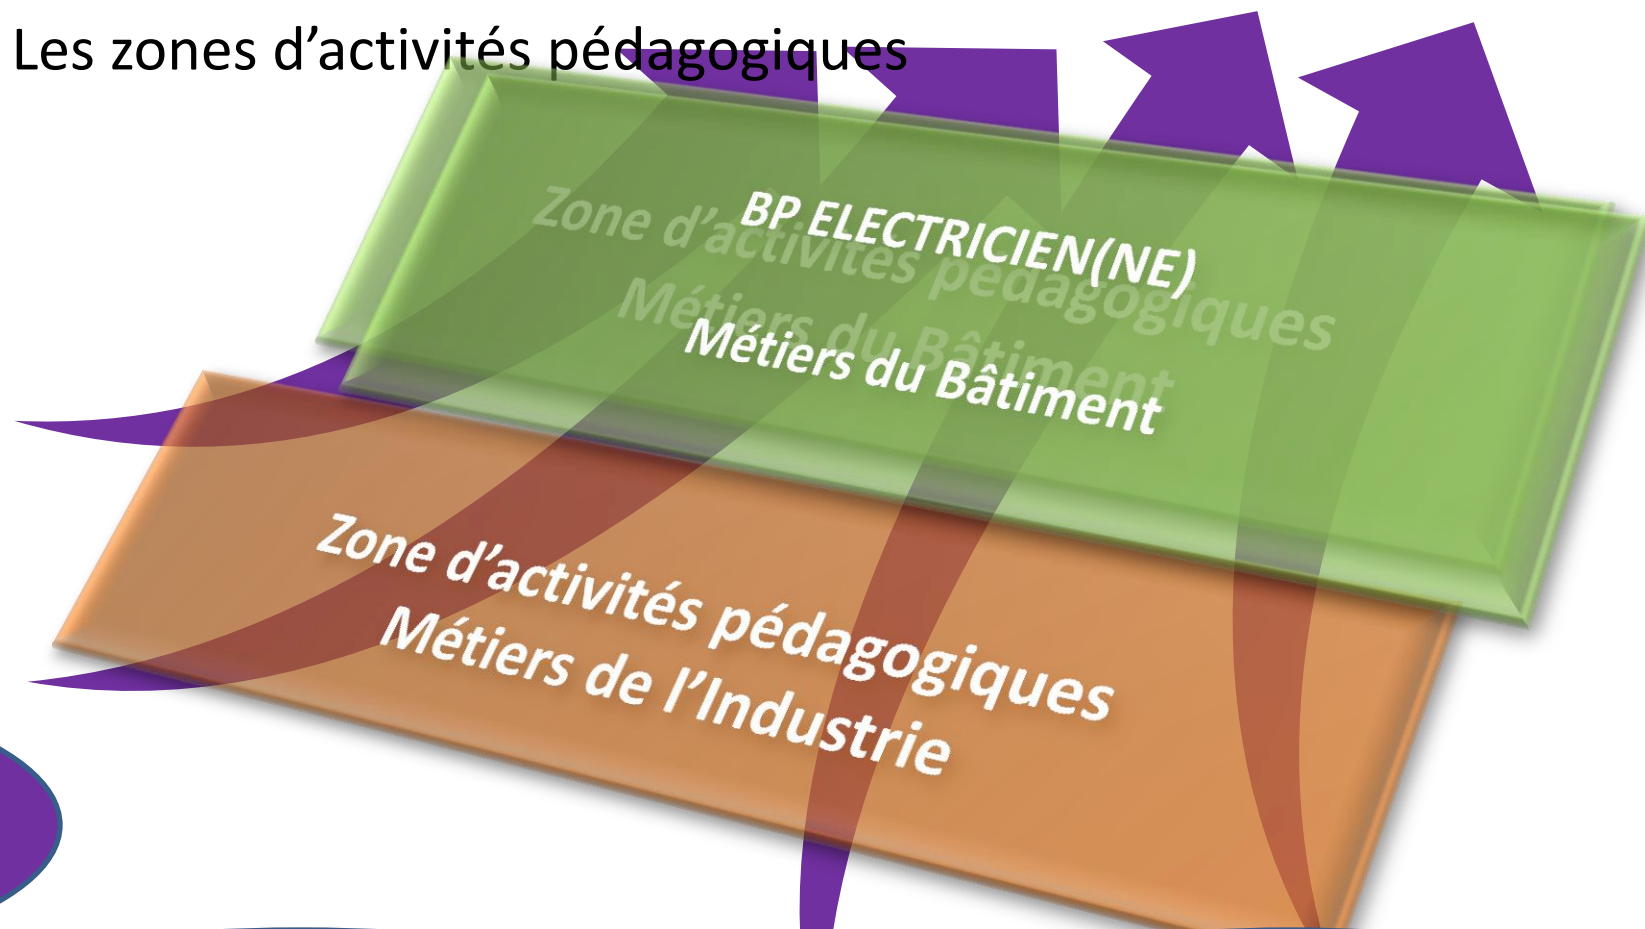 Les zones d’activités pédagogiques
BP ELECTRICIEN(NE)
Métiers du Bâtiment
Zone d’activités pédagogiques
Métiers du Bâtiment
Zone d’activités pédagogiques
Métiers de l’Industrie